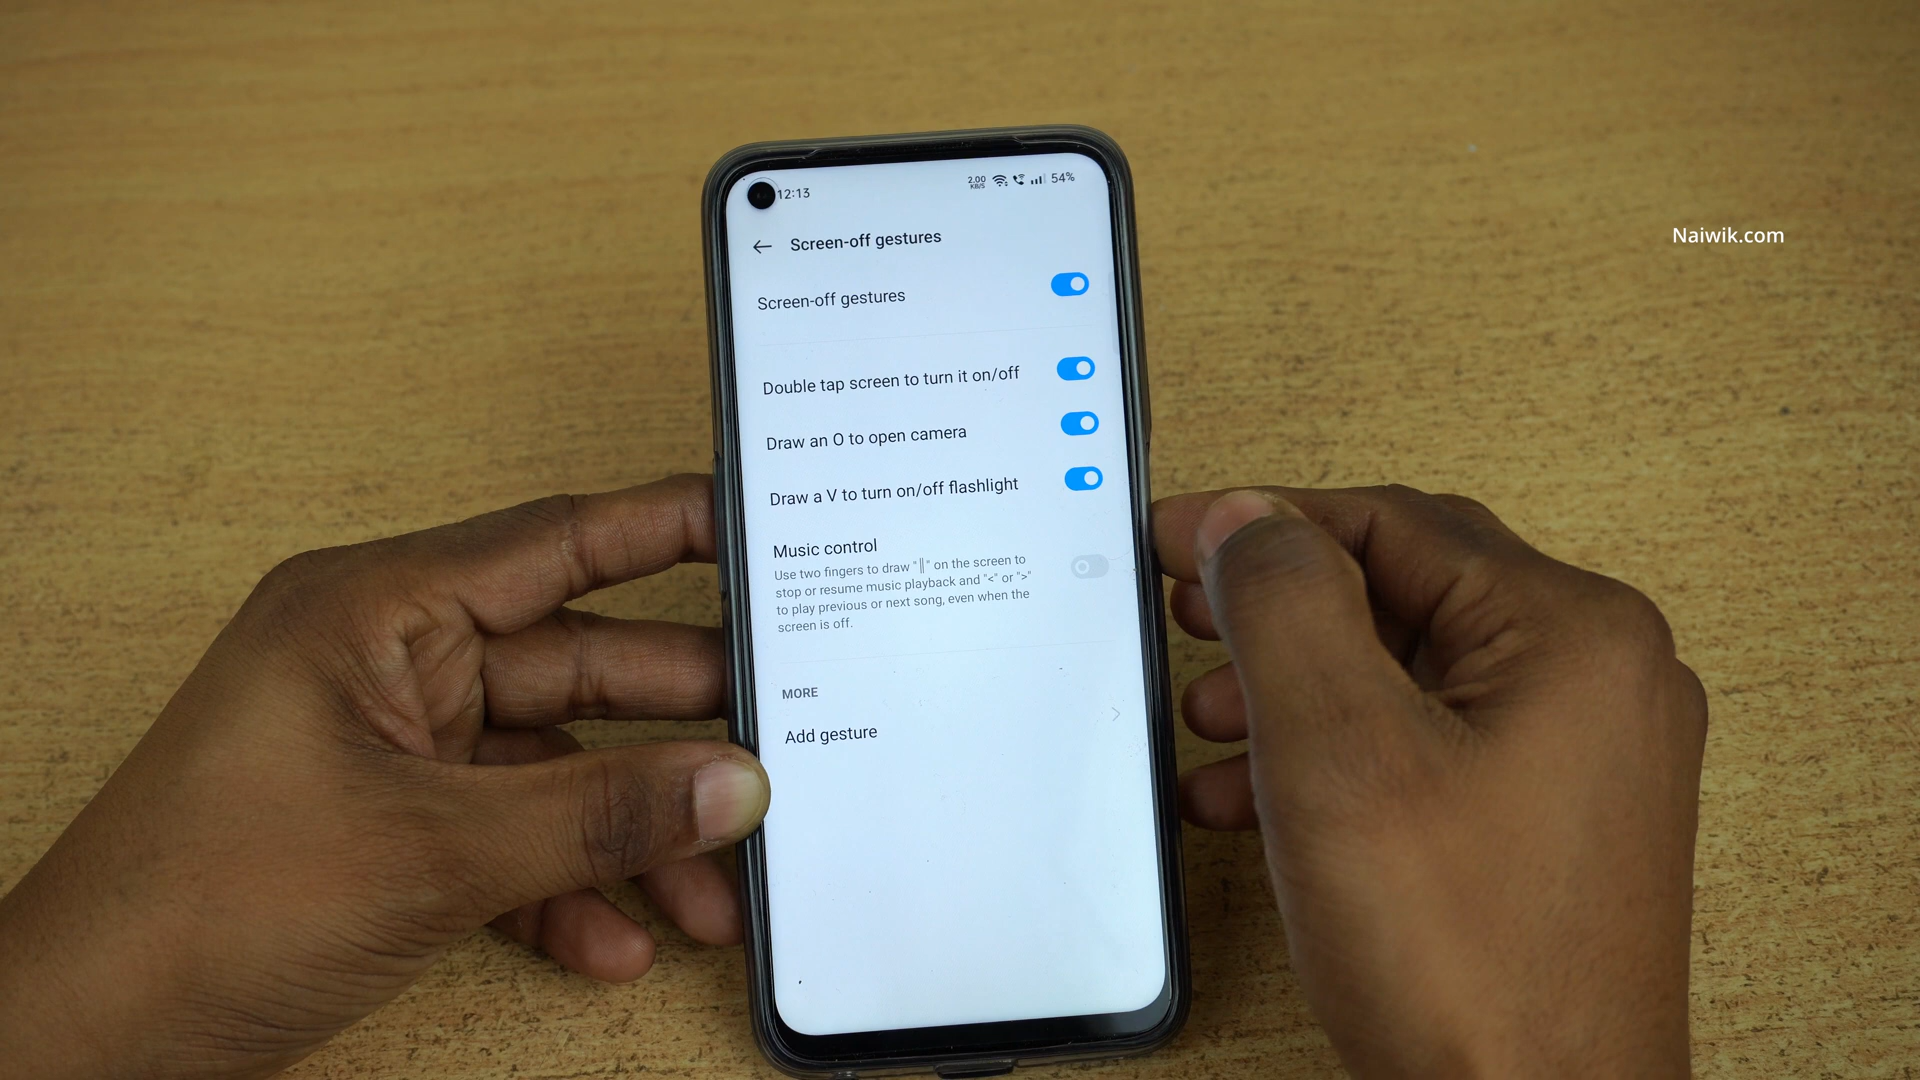 12:13
2.00
KB/S
54%
Naiwik.com
Screen-off gestures
Screen-off gestures
Double tap screen to turn it on/off
Draw an O to open camera
Draw a V to turn on/off flashlight
Music control
Use two fingers to draw "||" on the screen to
stop or resume music playback and "<" or ">"
to play previous or next song, even when the
screen is off.
MORE
Add gesture